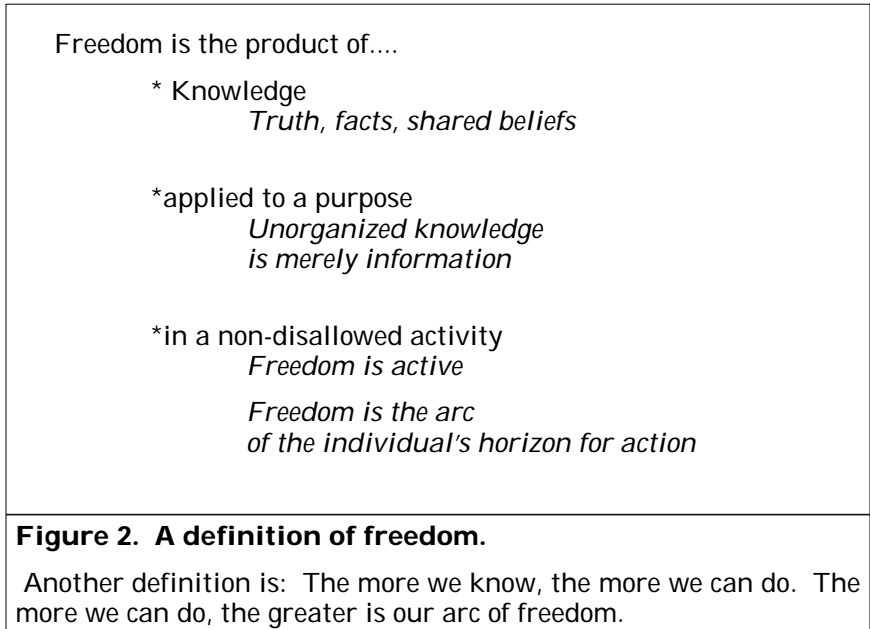 Freedom is the product of....
* Knowledge
Truth, facts, shared beliefs
*applied to a purpose
Unorganized knowledge
is merely information
*in a non-disallowed activity
Freedom is active
Freedom is the arc
of the individual's horizon for action
Figure 2. A definition of freedom.
Another definition is: The more we know, the more we can do. The
more we can do, the greater is our arc of freedom.